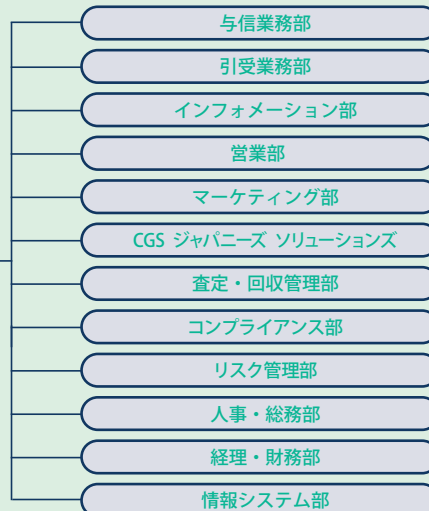 与信業務部
引受業務部
インフォメーション部
営業部
マーケティング部
CGS ジャパニーズ ソリューションズ
査定・回収管理部
コンプライアンス部
リスク管理部
人事・総務部
経理・財務部
情報システム部